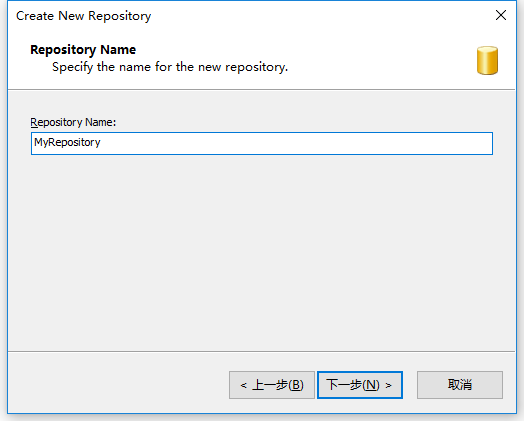 Create New Repository
Repository Name
Specify the name for the new repository.
Repository Name:
MyRepository
< 上一步(B)
下一步(N) >
取消